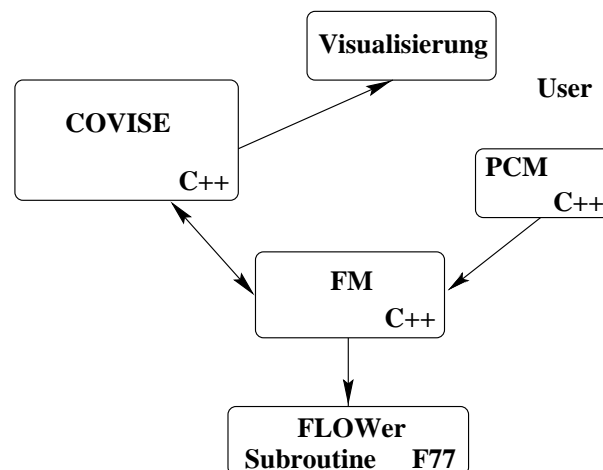 Visualisierung
User
COVISE
C++
PCM
C++
FM
C++
FLOWer
Subroutine F77